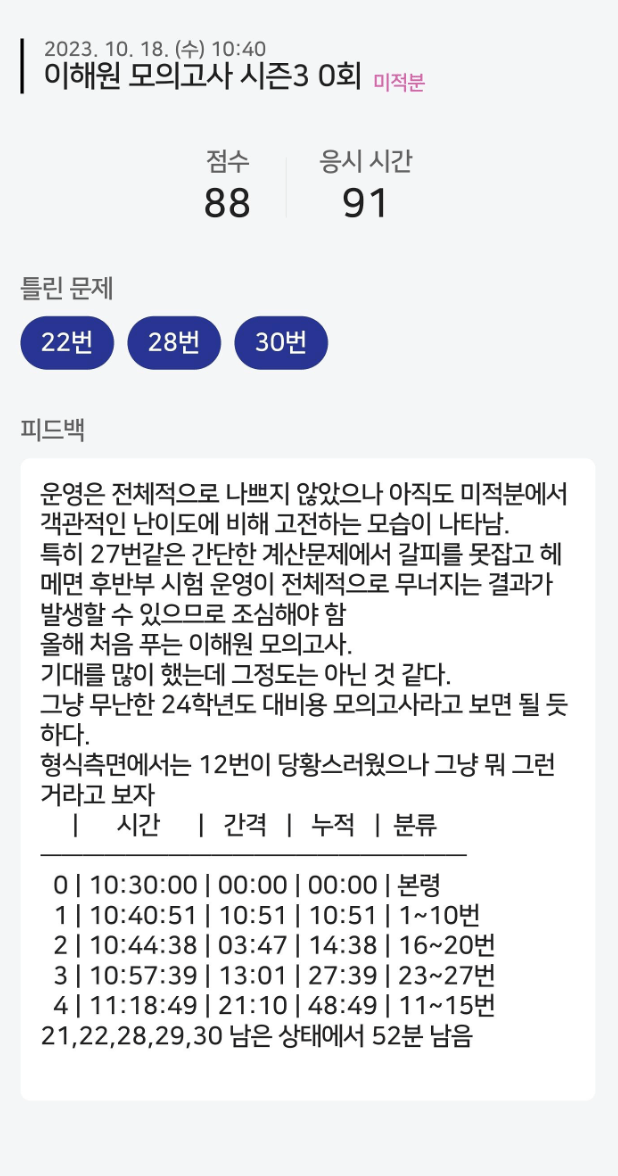 2023. 10. 18. (수) 10:40
이해원 모의고사 시즌3 0회 미적분
점수 응시 시간
88 91
틀린 문제
22번 28번 30번
피드백
운영은 전체적으로 나쁘지 않았으나 아직도 미적분에서
객관적인 난이도에 비해 고전하는 모습이 나타남.
특히 27번같은 간단한 계산문제에서 갈피를 못잡고 헤
메면 후반부 시험 운영이 전체적으로 무너지는 결과가
발생할 수 있으므로 조심해야 함
올해 처음 푸는 이해원 모의고사.
기대를 많이 했는데 그정도는 아닌 것 같다.
그냥 무난한 24학년도 대비용 모의고사라고 보면 될 듯
하다.
형식측면에서는 12번이 당황스러웠으나 그냥 뭐 그런
거라고 보자
| 시간 | 간격 | 누적 | 분류
————————————————————
0 | 10:30:00 | 00:00 | 00:00 | 본령
1 | 10:40:51 | 10:51 | 10:51 | 1~10번
2 | 10:44:38 | 03:47 | 14:38 | 16~20번
3 | 10:57:39 | 13:01 | 27:39 | 23~27번
4 | 11:18:49 | 21:10 | 48:49 | 11~15번
21,22,28,29,30 남은 상태에서 52분 남음